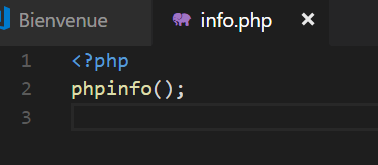 Bienvenue info.php ×
1 <?php
2 phpinfo();
3